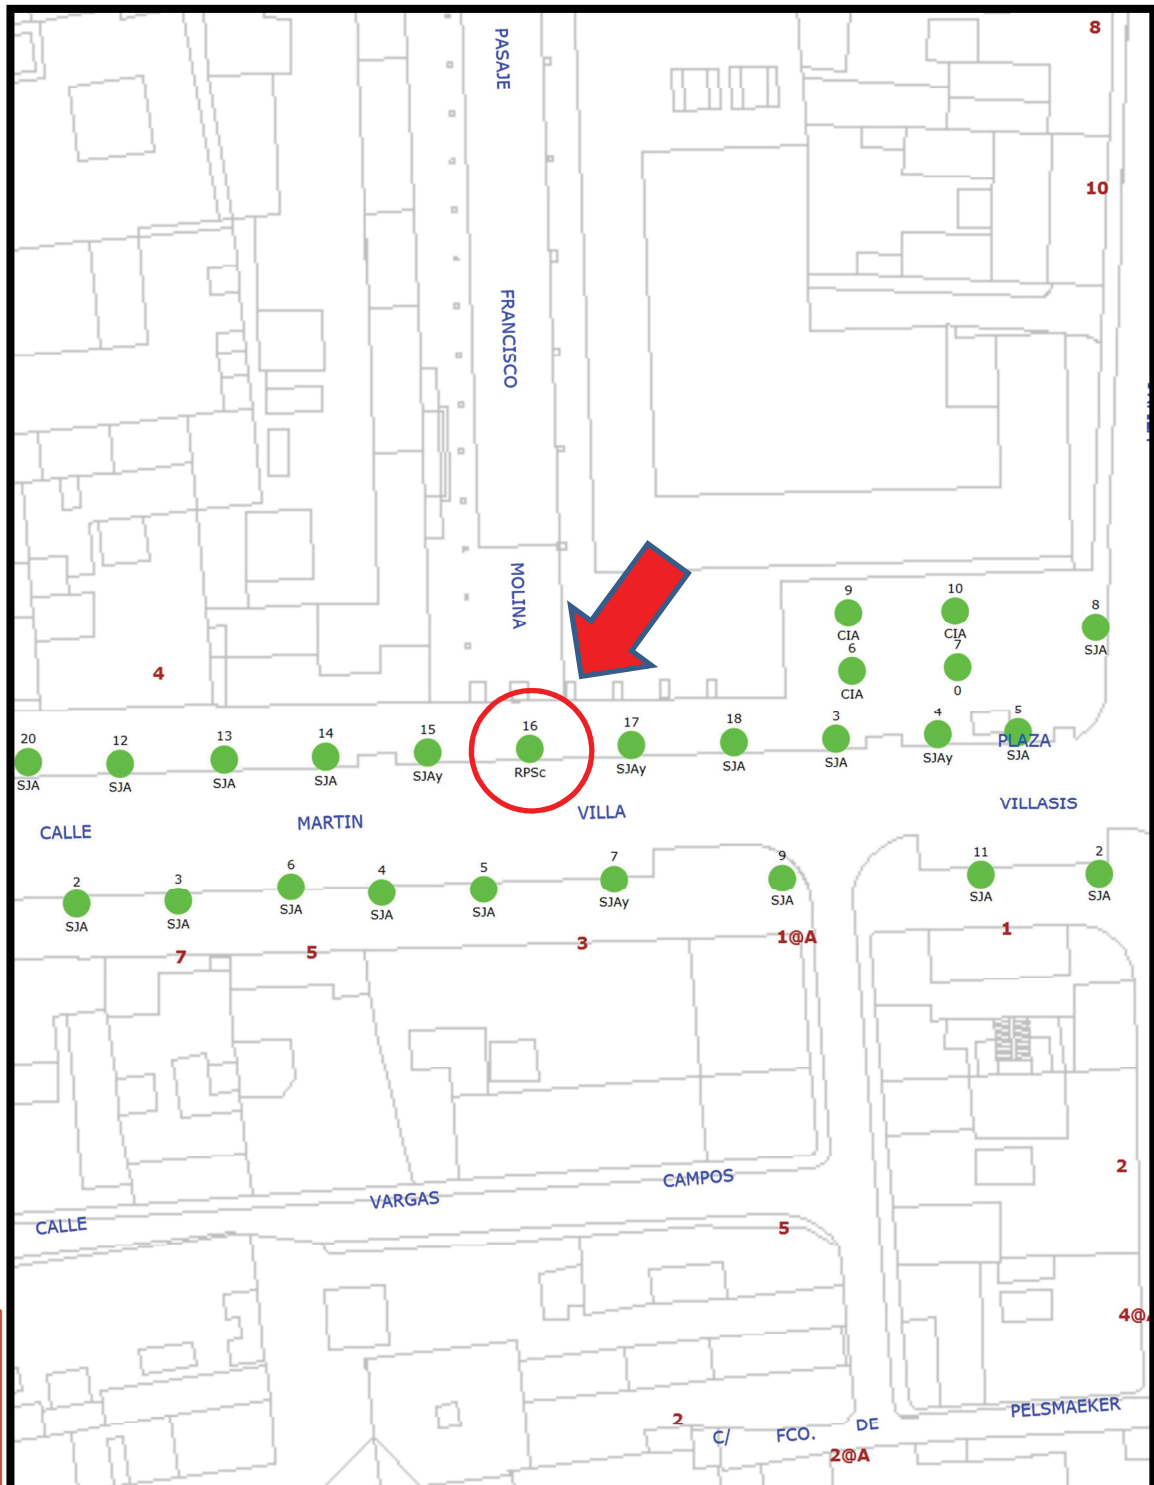 8
PASAJE
10
FRANCISCO
MOLINA
9
CIA
10
CIA
8
SJA
6
CIA
7
0
4
20
SJA
12
SJA
13
SJA
14
SJA
15
SJAy
16
RPSc
17
SJAy
18
SJA
3
SJA
4
SJAy
5
SJA
PLAZA
VILLASIS
CALLE
MARTIN
VILLA
2
SJA
3
SJA
6
SJA
4
SJA
5
SJA
7
SJAy
9
SJA
11
SJA
2
SJA
7
5
3
1@A
1
2
CALLE
VARGAS
CAMPOS
5
4@
2
C/
FCO.
DE
PELSMAEKER
2@A